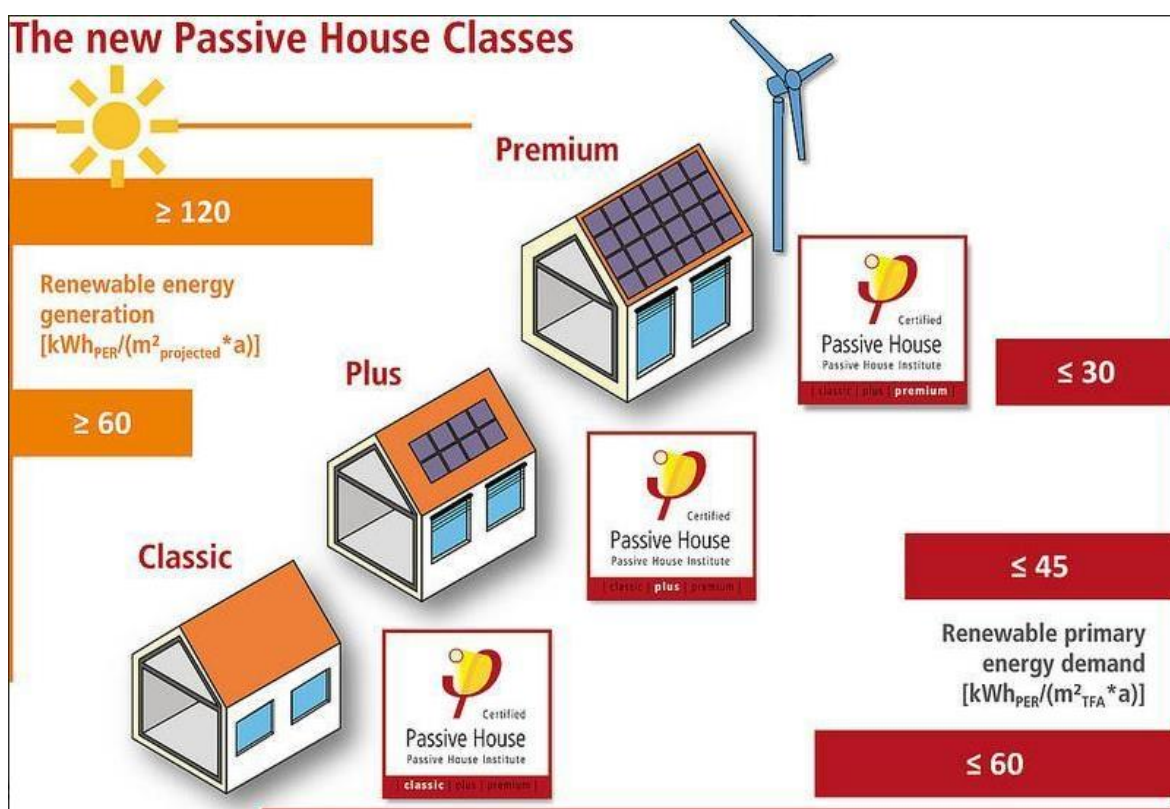 The new Passive House Classes
Premium
≥ 120
Renewable energy
generation
[kWhPER/(m²projected*a)]
≥ 60
Certified
Passive House
Passive House Institute
| classic | plus | premium |
≤ 30
Plus
Certified
Passive House
Passive House Institute
| classic | plus | premium |
≤ 45
Renewable primary
energy demand
[kWhPER/(m²TFA*a)]
Classic
Certified
Passive House
Passive House Institute
| classic | plus | premium |
≤ 60